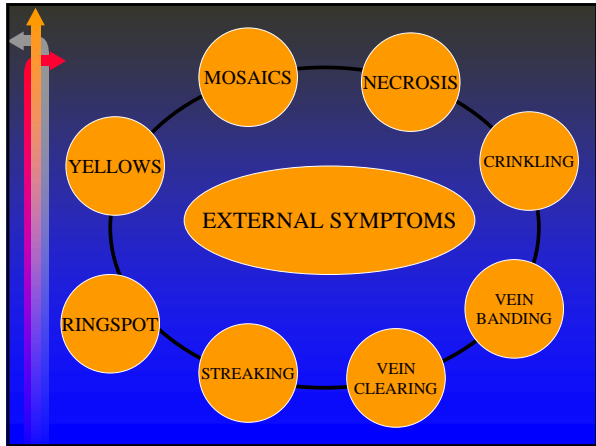 MOSAICS
NECROSIS
CRINKLING
YELLOWS
EXTERNAL SYMPTOMS
VEIN
BANDING
RINGSPOT
STREAKING
VEIN
CLEARING